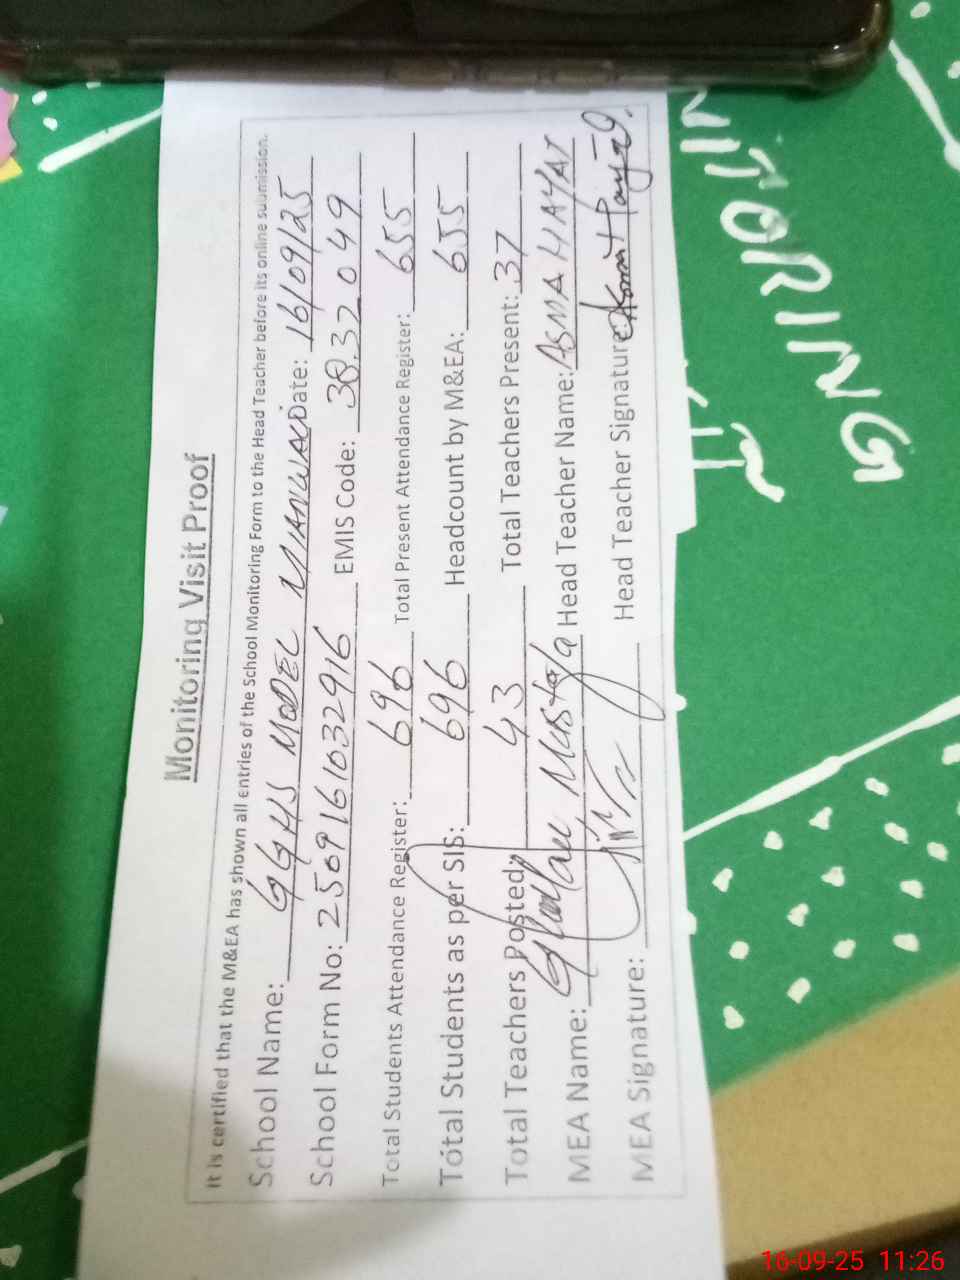 Monitoring Visit Proof
It is certified that the M&EA has shown all entries of the School Monitoring Form to the Head Teacher before its online submission.
School Name: GGHS MODEL MIANWALI Date: 16/09/25
School Form No: 2509161032916 EMIS Code: 38332049
Total Students Attendance Register: 696 Total Present Attendance Register: 655
Total Students as per SIS: 696 Headcount by M&EA: 655
Total Teachers Posted: 43 Total Teachers Present: 37
MEA Name: Ghulam Mustafa Head Teacher Name: ASMA HAYAT
MEA Signature: Head Teacher Signature:
NITORING
16-09-25 11:26